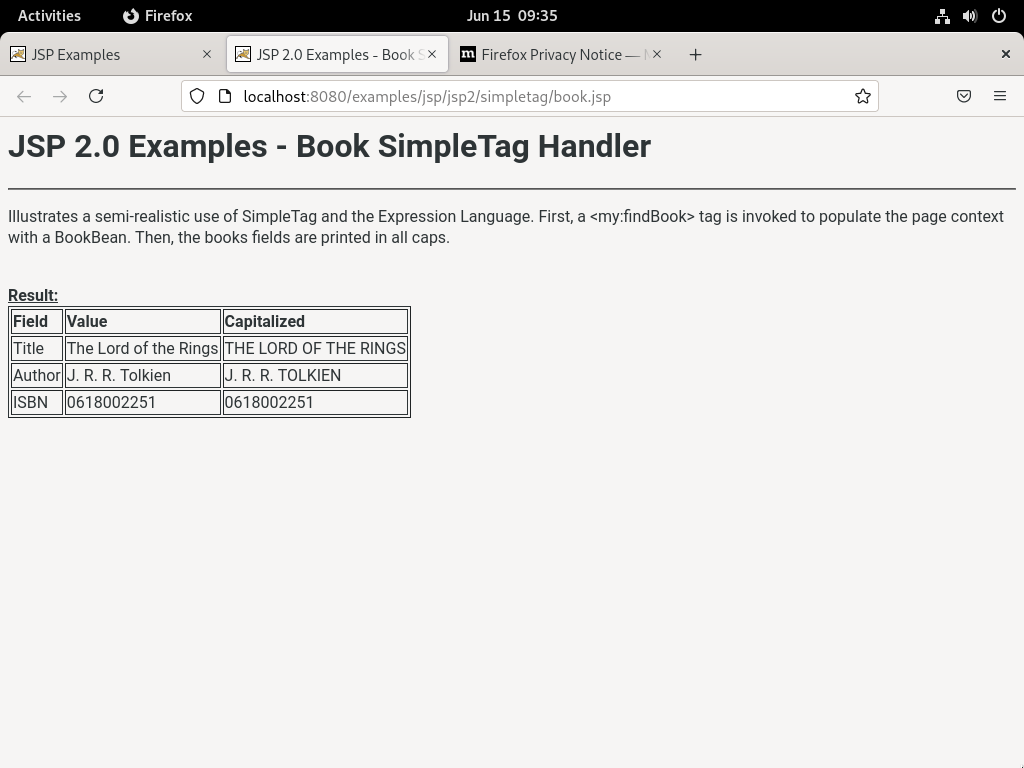 Activities Firefox Jun 15 09:35
JSP Examples JSP 2.0 Examples - Book Firefox Privacy Notice —
localhost:8080/examples/jsp/jsp2/simpletag/book.jsp
JSP 2.0 Examples - Book SimpleTag Handler
Illustrates a semi-realistic use of SimpleTag and the Expression Language. First, a <my:findBook> tag is invoked to populate the page context
with a BookBean. Then, the books fields are printed in all caps.
Result:
Field Value Capitalized
Title The Lord of the Rings THE LORD OF THE RINGS
Author J. R. R. Tolkien J. R. R. TOLKIEN
ISBN 0618002251 0618002251